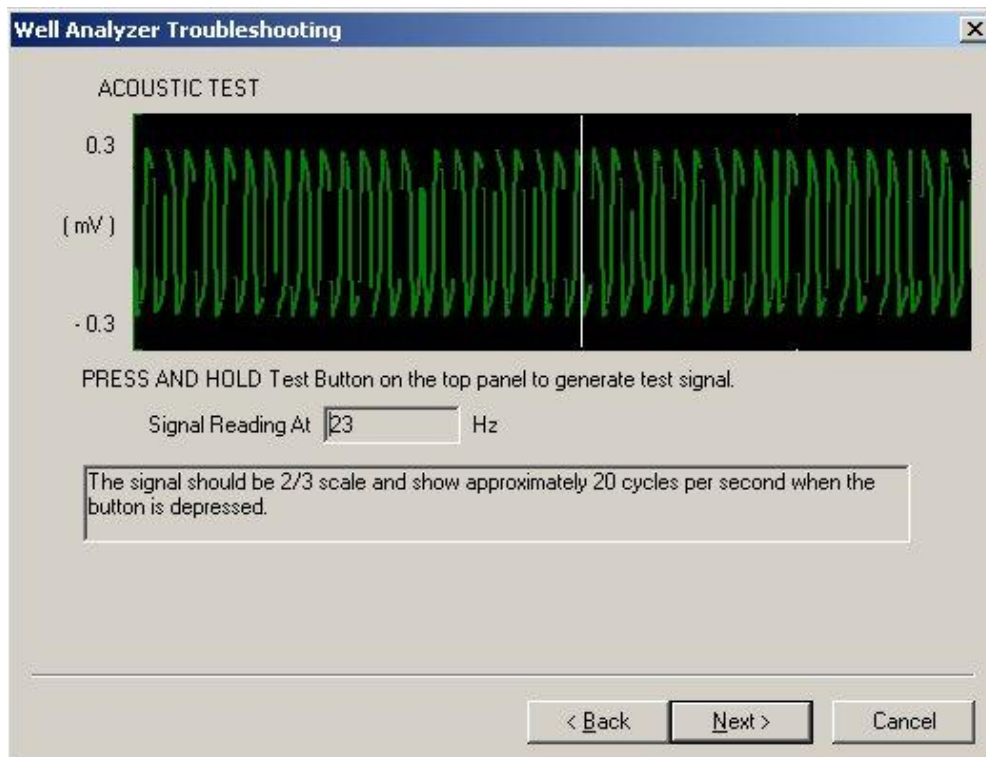 Well Analyzer Troubleshooting
ACOUSTIC TEST
0.3
( mV )
- 0.3
PRESS AND HOLD Test Button on the top panel to generate test signal.
Signal Reading At 23 Hz
The signal should be 2/3 scale and show approximately 20 cycles per second when the
button is depressed.
< Back Next > Cancel